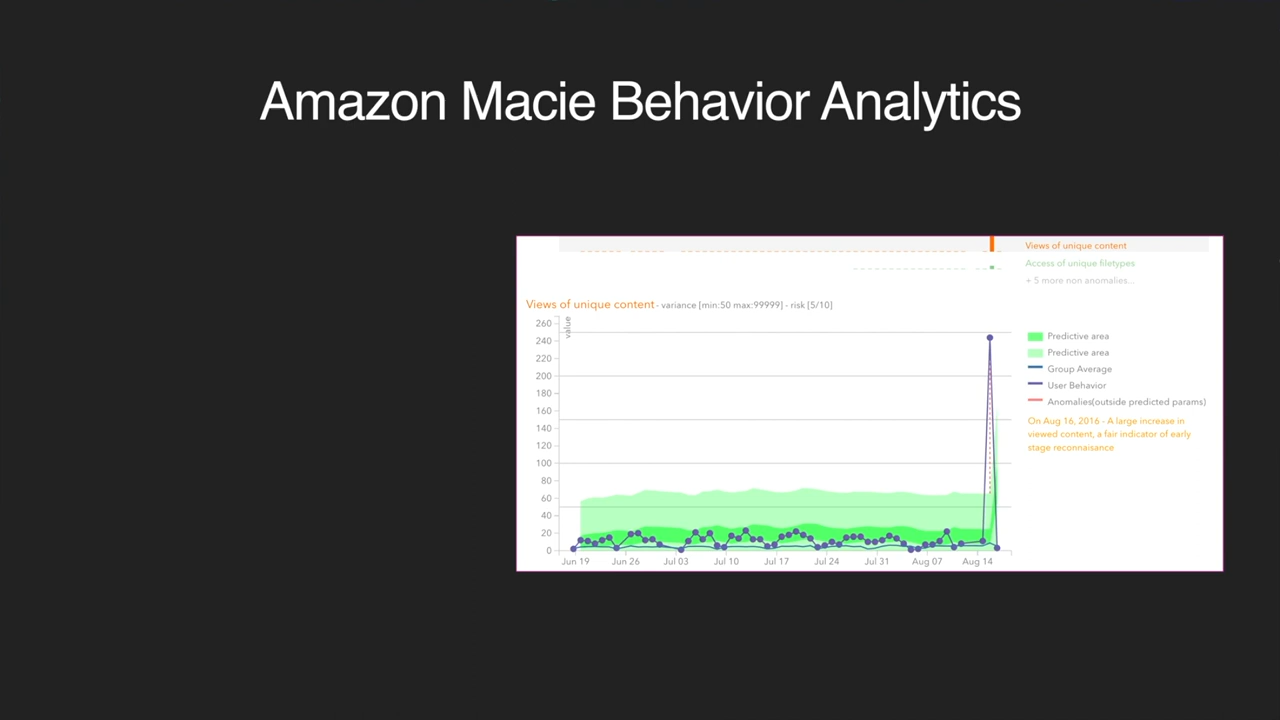 Amazon Macie Behavior Analytics
Views of unique content
Access of unique filetypes
+ 5 more non anomalies...
Views of unique content - variance [min:50 max:99999] - risk [5/10]
value
260
240
220
200
180
160
140
120
100
80
60
40
20
0
Jun 19 Jun 26 Jul 03 Jul 10 Jul 17 Jul 24 Jul 31 Aug 07 Aug 14
Predictive area
Predictive area
Group Average
User Behavior
Anomalies(outside predicted params)
On Aug 16, 2016 - A large increase in
viewed content, a fair indicator of early
stage reconnaisance